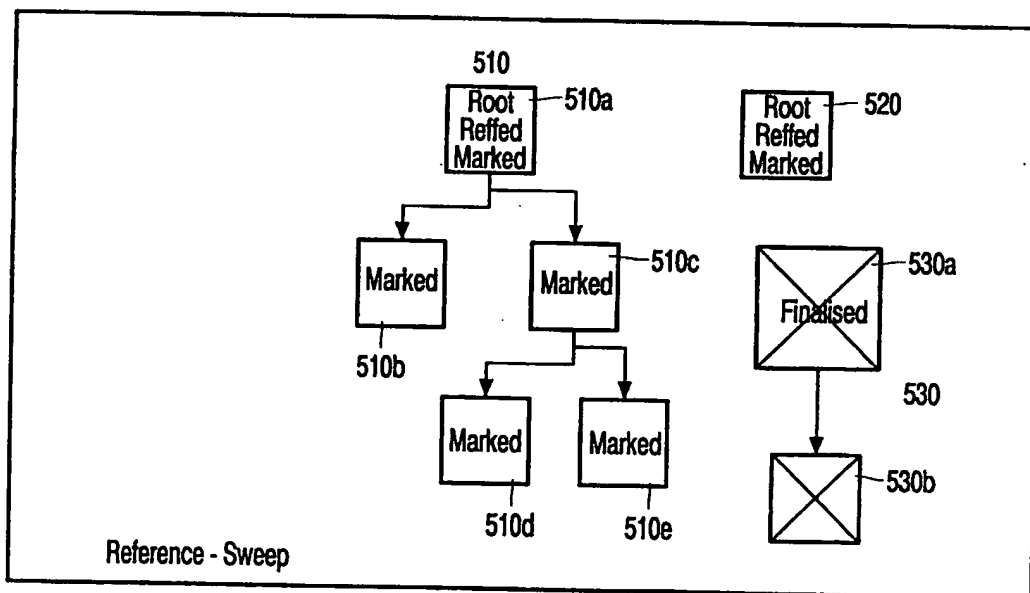 510
Root
Reffed
Marked
510a
Root
Reffed
Marked
520
Marked
510b
Marked
510c
Finalised
530a
530
Marked
510d
Marked
510e
530b
Reference - Sweep